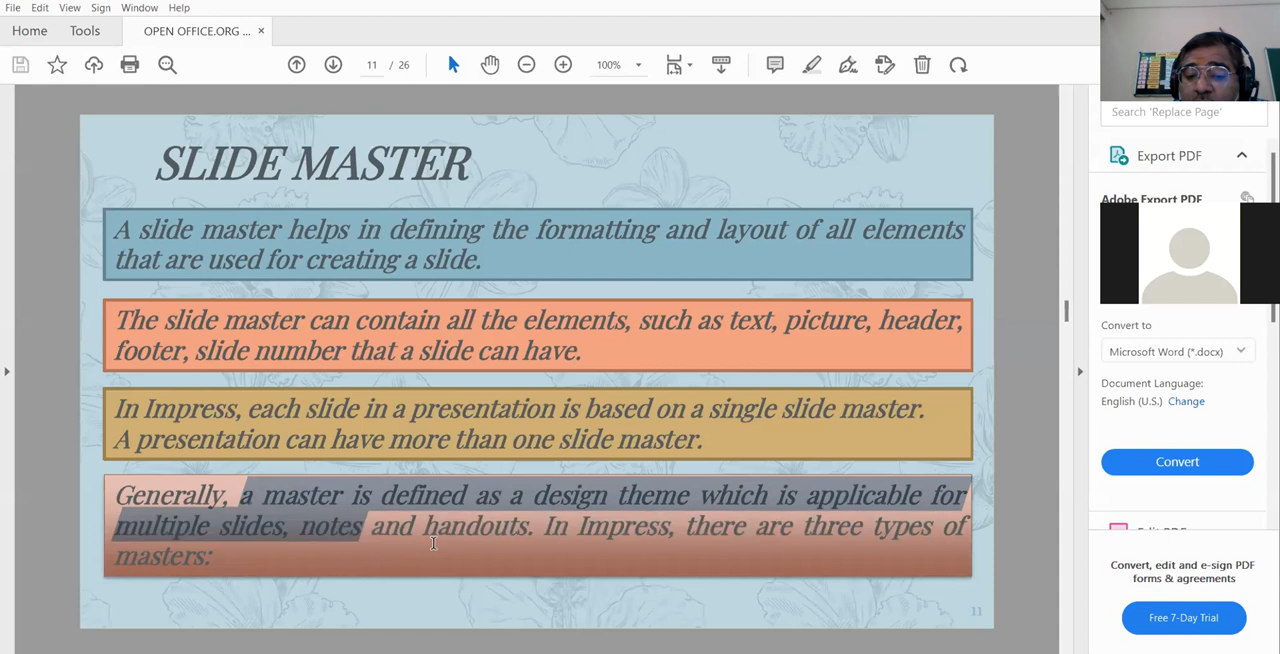 File Edit View Sign Window Help
Home Tools OPEN OFFICE.ORG ... ×
11 / 26 100%
SLIDE MASTER
A slide master helps in defining the formatting and layout of all elements
that are used for creating a slide.
The slide master can contain all the elements, such as text, picture, header,
footer, slide number that a slide can have.
In Impress, each slide in a presentation is based on a single slide master.
A presentation can have more than one slide master.
Generally, a master is defined as a design theme which is applicable for
multiple slides, notes and handouts. In Impress, there are three types of
masters:
11
Search 'Replace Page'
Export PDF
Adobe Export PDF
Convert to
Microsoft Word (*.docx)
Document Language:
English (U.S.) Change
Convert
Convert, edit and e-sign PDF
forms & agreements
Free 7-Day Trial